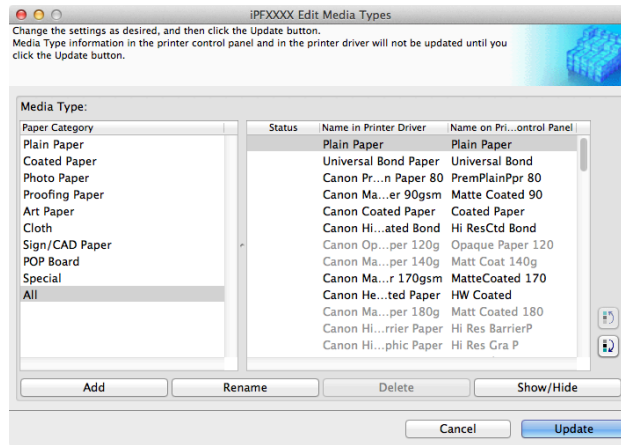 iPFXXXX Edit Media Types
Change the settings as desired, and then click the Update button.
Media Type information in the printer control panel and in the printer driver will not be updated until you
click the Update button.
Media Type:
Paper Category
Plain Paper
Coated Paper
Photo Paper
Proofing Paper
Art Paper
Cloth
Sign/CAD Paper
POP Board
Special
All
Status Name in Printer Driver Name on Pri...ontrol Panel
Plain Paper Plain Paper
Universal Bond Paper Universal Bond
Canon Pr...n Paper 80 PremPlainPpr 80
Canon Ma...er 90gsm Matte Coated 90
Canon Coated Paper Coated Paper
Canon Hi...ated Bond Hi ResCtd Bond
Canon Op...per 120g Opaque Paper 120
Canon Ma...per 140g Matt Coat 140g
Canon Ma...r 170gsm MatteCoated 170
Canon He...ted Paper HW Coated
Canon Ma...per 180g Matt Coated 180
Canon Hi...rrier Paper Hi Res BarrierP
Canon Hi...phic Paper Hi Res Gra P
Add Rename Delete Show/Hide
Cancel Update